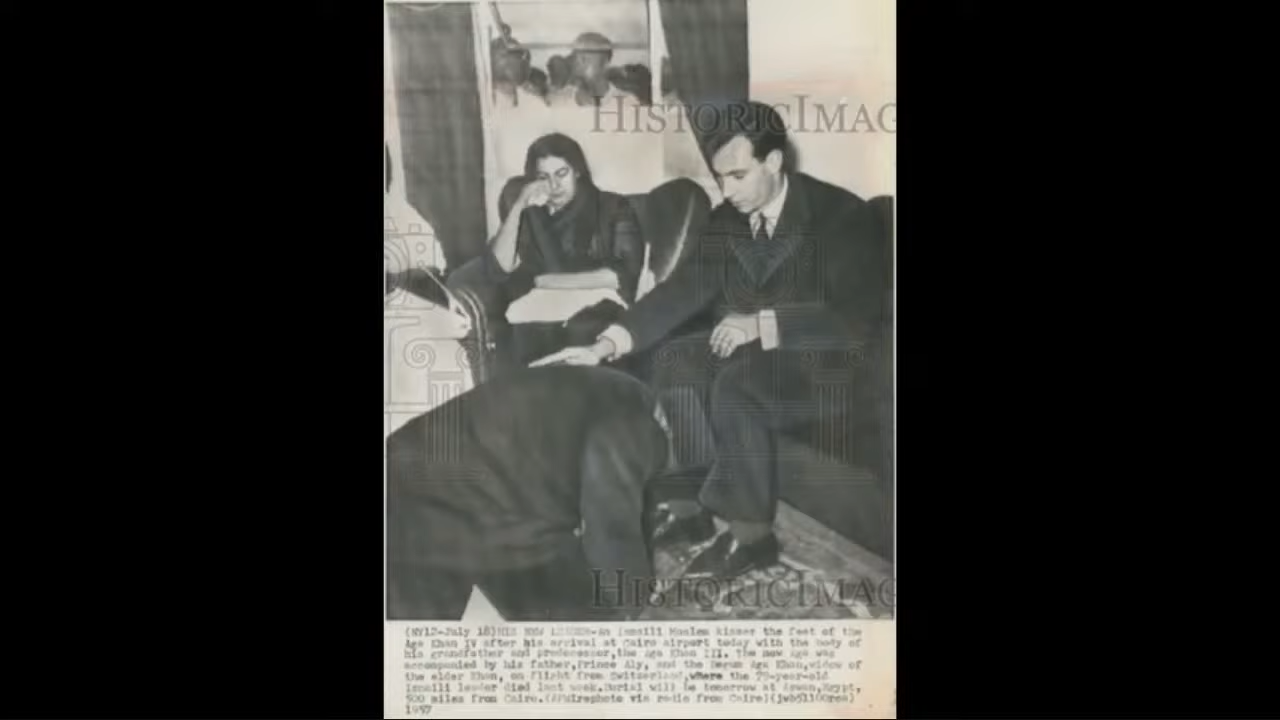 HISTORICIMAG
HISTORICIMAG
(NY12-July 18)HIS NEW LEADER-An Ismaili Moslem kisses the feet of the
Aga Khan IV after his arrival at Cairo airport today with the body of
his grandfather and predecessor,the Aga Khan III. The new Aga was
accompanied by his father,Prince Aly, and the Begum Aga Khan,widow of
the elder Khan, on flight from Switzerland,where the 79-year-old
Ismaili leader died last week.Burial will be tomorrow at Aswan,Egypt,
500 miles from Cairo.(APWirephoto via radio from Cairo)(jwb51100rca)
1957